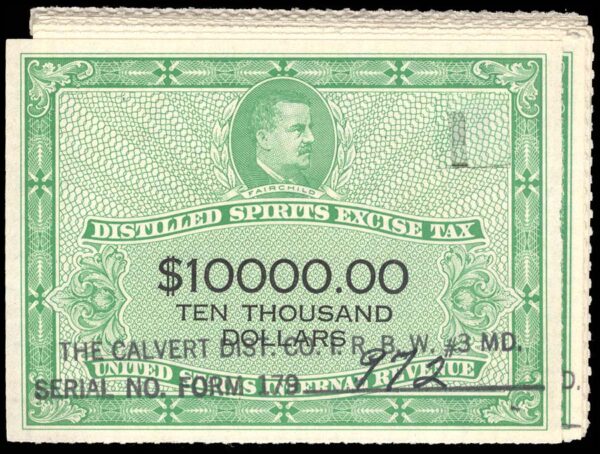 FAIRCHILD
DISTILLED SPIRITS EXCISE TAX
$10000.00
TEN THOUSAND
DOLLARS
THE CALVERT DIST. CO. I. R. B. W. #3 MD.
UNITED STATES INTERNAL REVENUE
SERIAL NO. FORM 179 972
D.